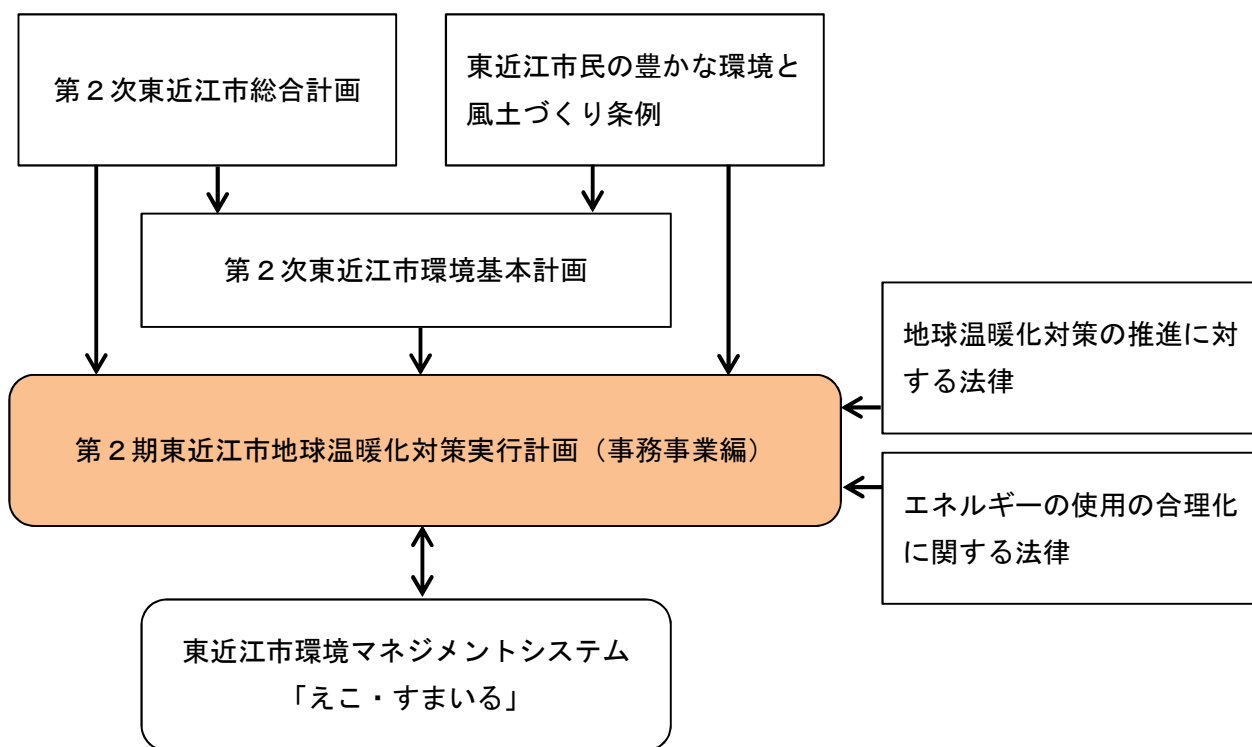 第２次東近江市総合計画
東近江市民の豊かな環境と
風土づくり条例
第２次東近江市環境基本計画
地球温暖化対策の推進に対
する法律
第２期東近江市地球温暖化対策実行計画（事務事業編）
エネルギーの使用の合理化
に関する法律
東近江市環境マネジメントシステム
「えこ・すまいる」